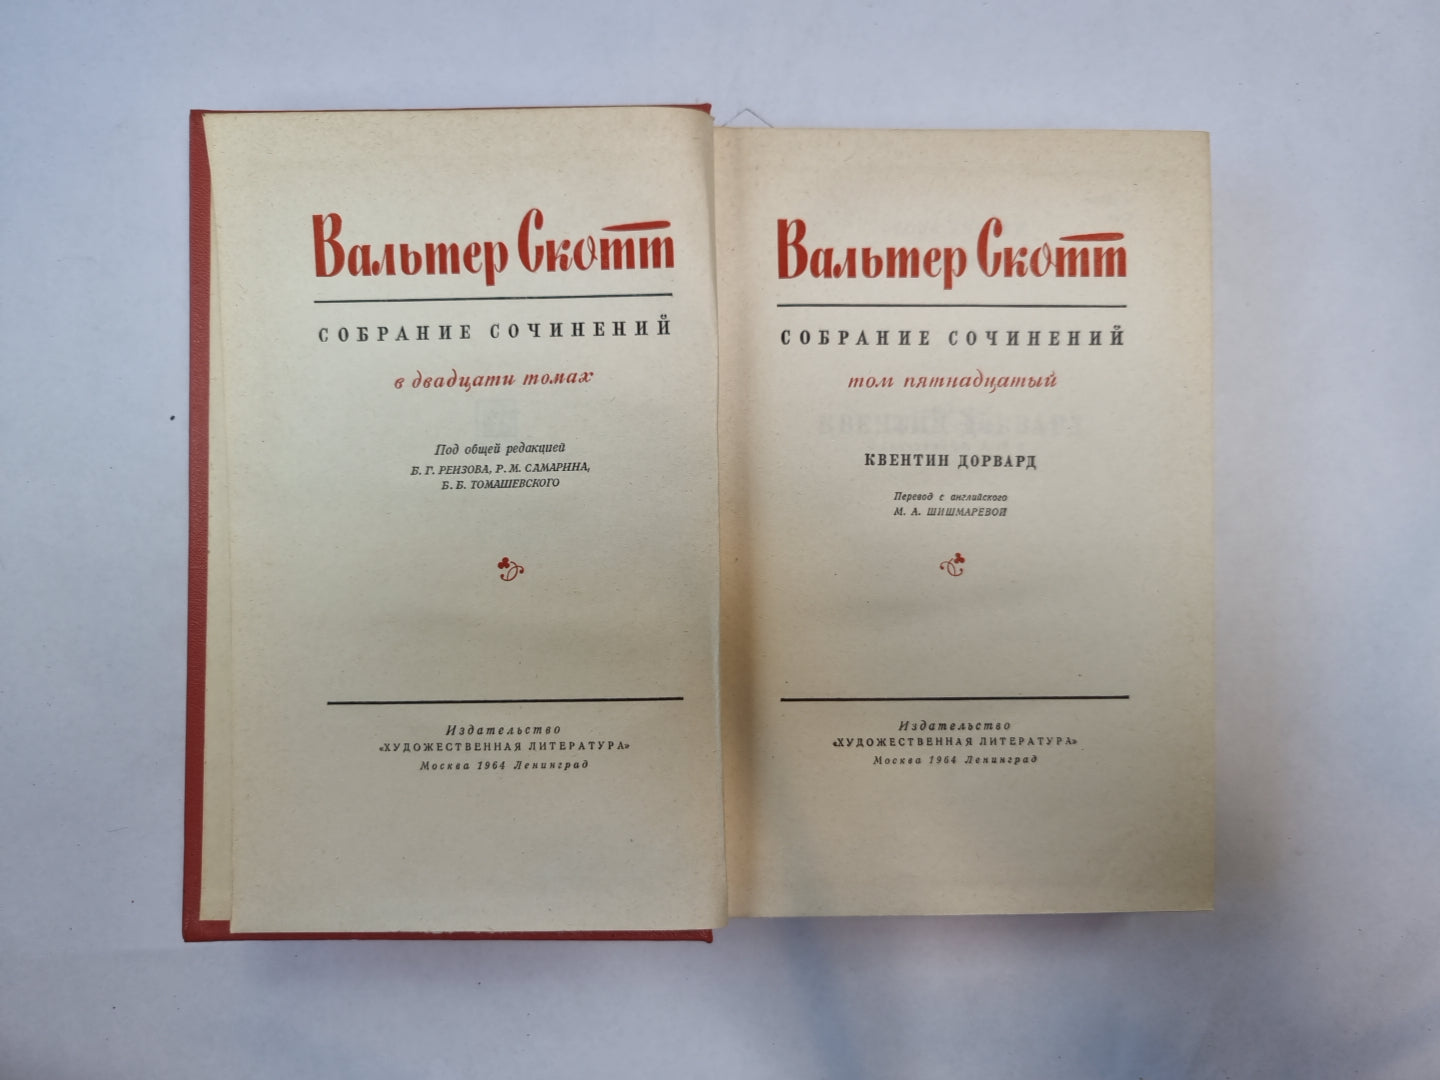 Вальтер Скотт
СОБРАНИЕ СОЧИНЕНИЙ
в двадцати томах
Под общей редакцией
Б. Г. РЕИЗОВА, Р. М. САМАРИНА,
Б. Б. ТОМАШЕВСКОГО
Издательство
«ХУДОЖЕСТВЕННАЯ ЛИТЕРАТУРА»
Москва 1964 Ленинград
Вальтер Скотт
СОБРАНИЕ СОЧИНЕНИЙ
том пятнадцатый
КВЕНТИН ДОРВАРД
Перевод с английского
М. А. ШИШМАРЕВОЙ
Издательство
«ХУДОЖЕСТВЕННАЯ ЛИТЕРАТУРА»
Москва 1964 Ленинград